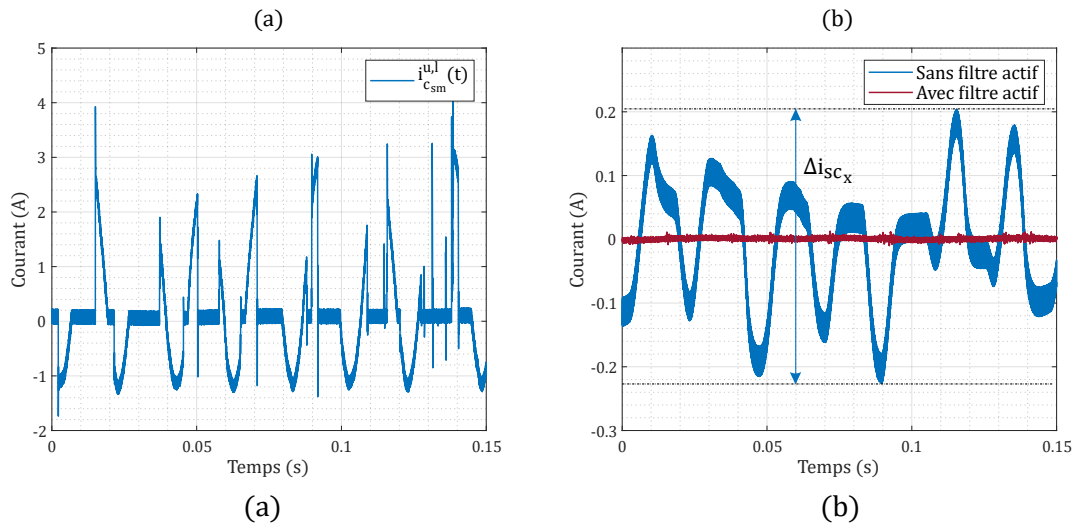 (a)
(b)
5
4
3
2
1
0
-1
-2
Courant (A)
i_{c_{sm}}^{u,l}(t)
0
0.05
0.1
0.15
Temps (s)
(a)
0.2
0.1
0
-0.1
-0.2
-0.3
Courant (A)
Sans filtre actif
Avec filtre actif
Δi_{sc_x}
0
0.05
0.1
0.15
Temps (s)
(b)